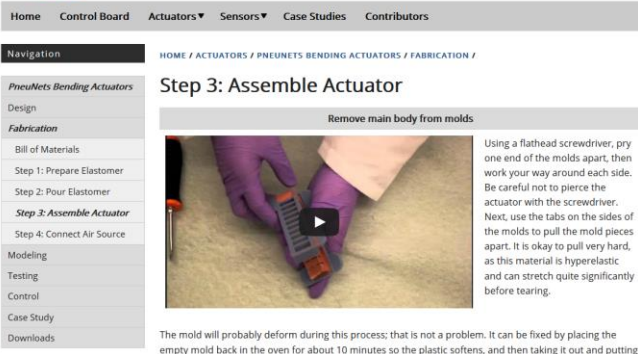 Home Control Board Actuators▼ Sensors▼ Case Studies Contributors
Navigation
PneuNets Bending Actuators
Design
Fabrication
Bill of Materials
Step 1: Prepare Elastomer
Step 2: Pour Elastomer
Step 3: Assemble Actuator
Step 4: Connect Air Source
Modeling
Testing
Control
Case Study
Downloads
HOME / ACTUATORS / PNEUNETS BENDING ACTUATORS / FABRICATION /
Step 3: Assemble Actuator
Remove main body from molds
Using a flathead screwdriver, pry
one end of the molds apart, then
work your way around each side.
Be careful not to pierce the
actuator with the screwdriver.
Next, use the tabs on the sides of
the molds to pull the mold pieces
apart. It is okay to pull very hard,
as this material is hyperelastic
and can stretch quite significantly
before tearing.
The mold will probably deform during this process; that is not a problem. It can be fixed by placing the
empty mold back in the oven for about 10 minutes so the plastic softens, and then taking it out and putting